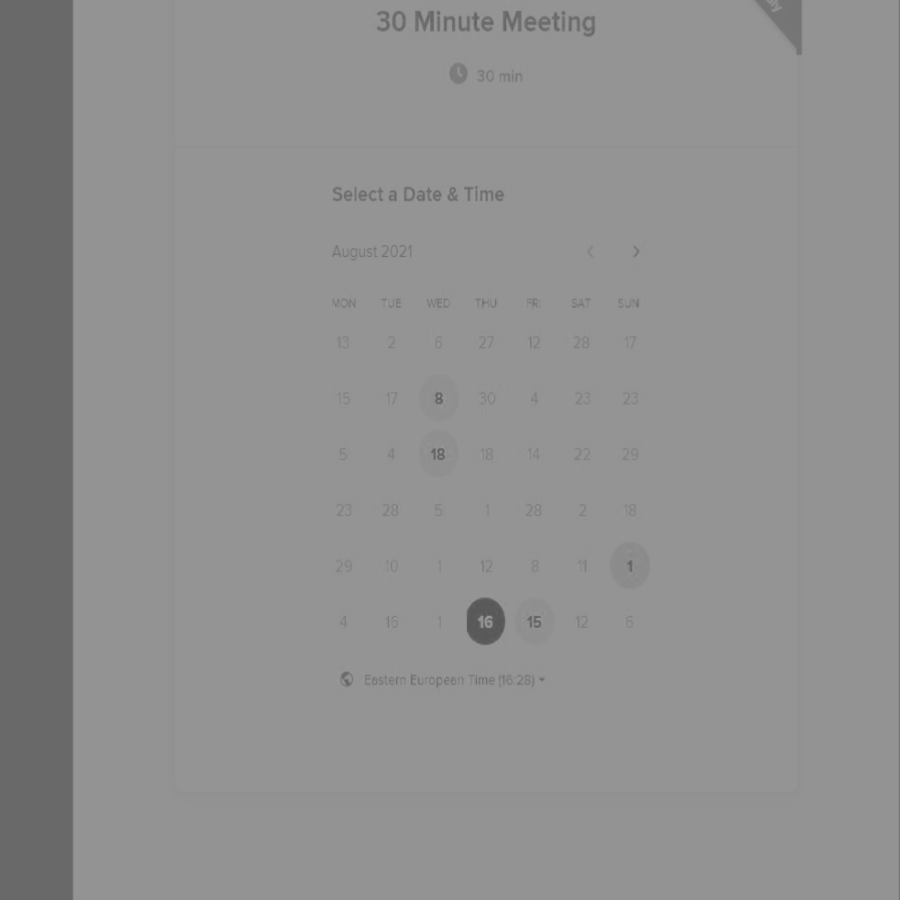 30 Minute Meeting
30 min
Select a Date & Time
August 2021
MON TUE WED THU FRI SAT SUN
13 2 6 27 12 28 17
15 17 8 30 4 23 23
5 4 18 18 14 22 29
23 28 5 1 28 2 18
29 10 1 12 8 11 1
4 16 1 16 15 12 6
Eastern European Time (16:28)